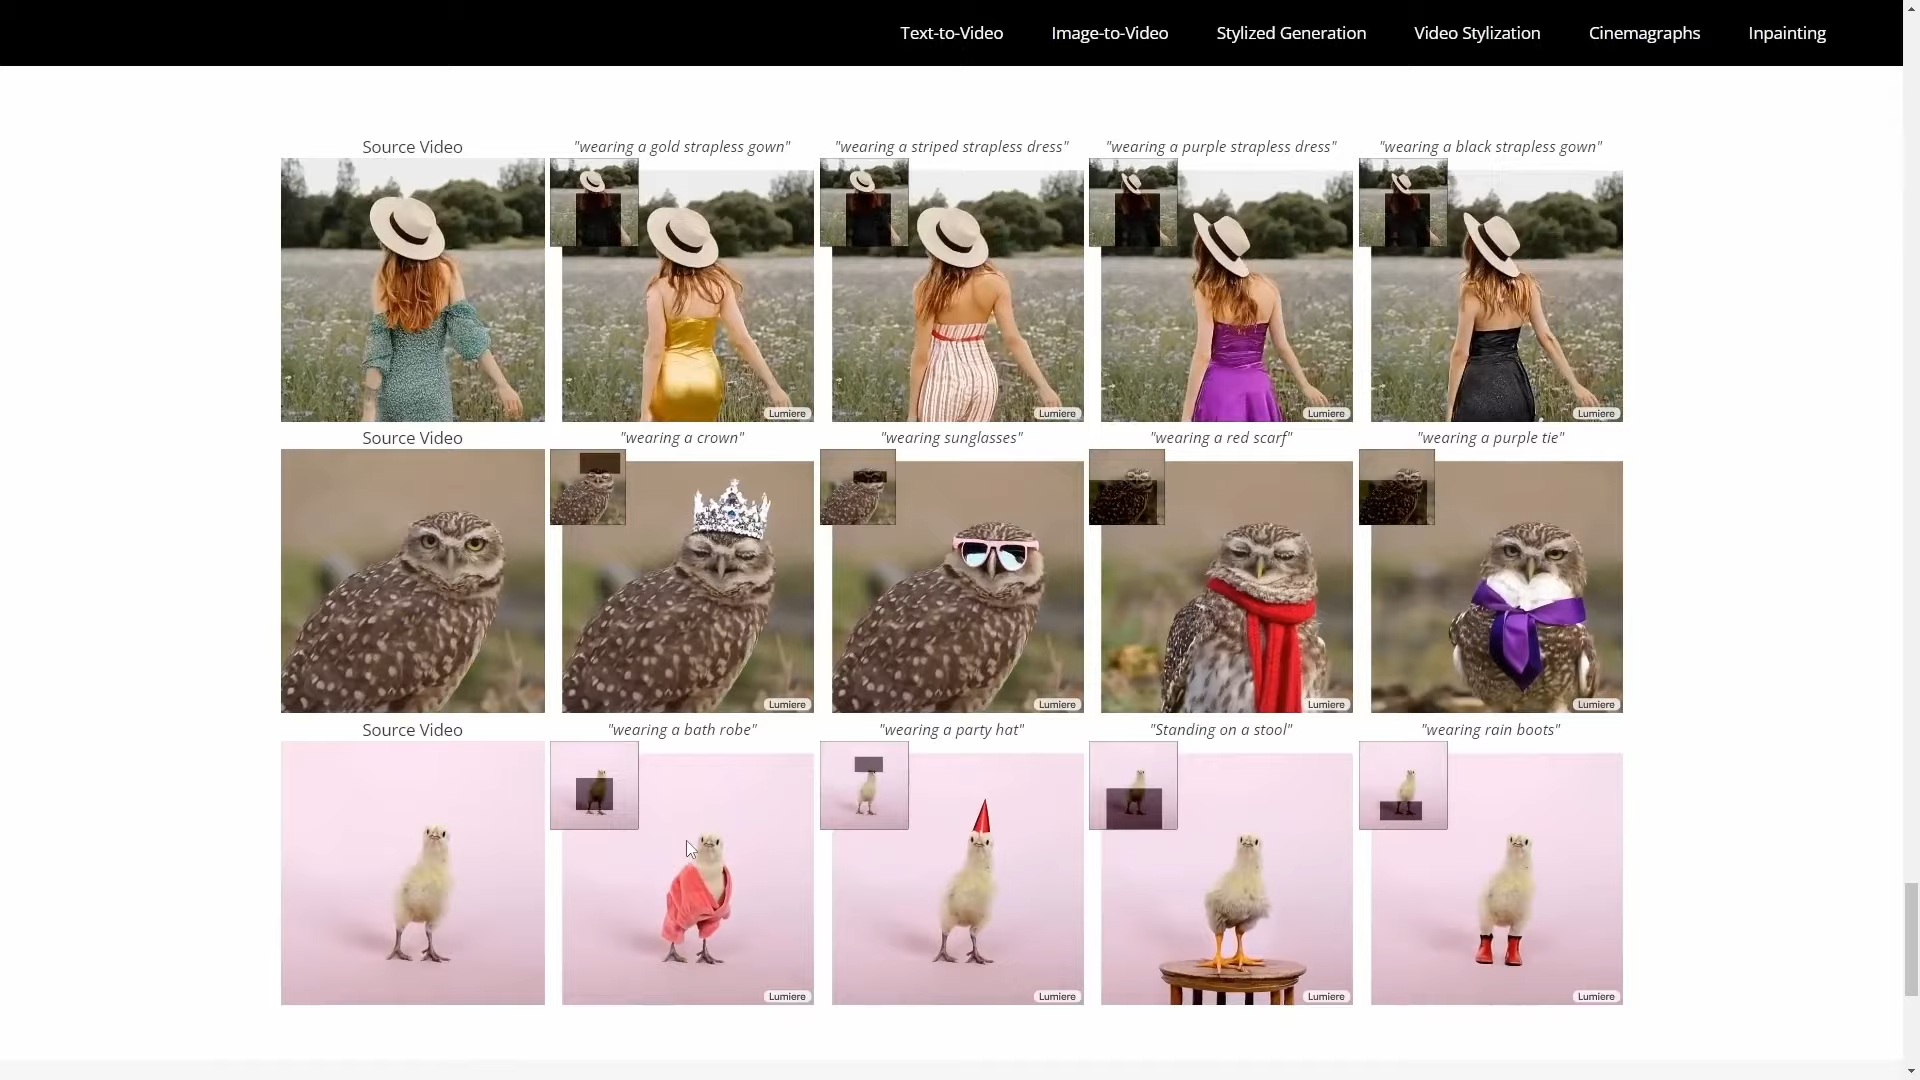 Text-to-Video Image-to-Video Stylized Generation Video Stylization Cinemagraphs Inpainting
Source Video "wearing a gold strapless gown" "wearing a striped strapless dress" "wearing a purple strapless dress" "wearing a black strapless gown"
Lumiere Lumiere Lumiere Lumiere
Source Video "wearing a crown" "wearing sunglasses" "wearing a red scarf" "wearing a purple tie"
Lumiere Lumiere Lumiere Lumiere
Source Video "wearing a bath robe" "wearing a party hat" "Standing on a stool" "wearing rain boots"
Lumiere Lumiere Lumiere Lumiere